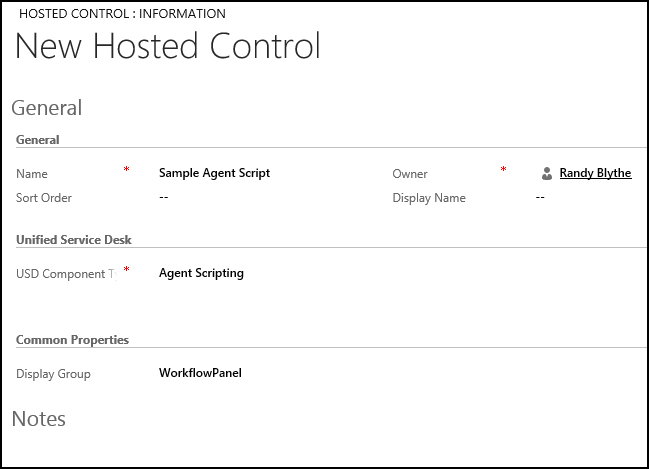 HOSTED CONTROL : INFORMATION
New Hosted Control
General
General
Name * Sample Agent Script Owner * Randy Blythe
Sort Order -- Display Name --
Unified Service Desk
USD Component Ty * Agent Scripting
Common Properties
Display Group WorkflowPanel
Notes